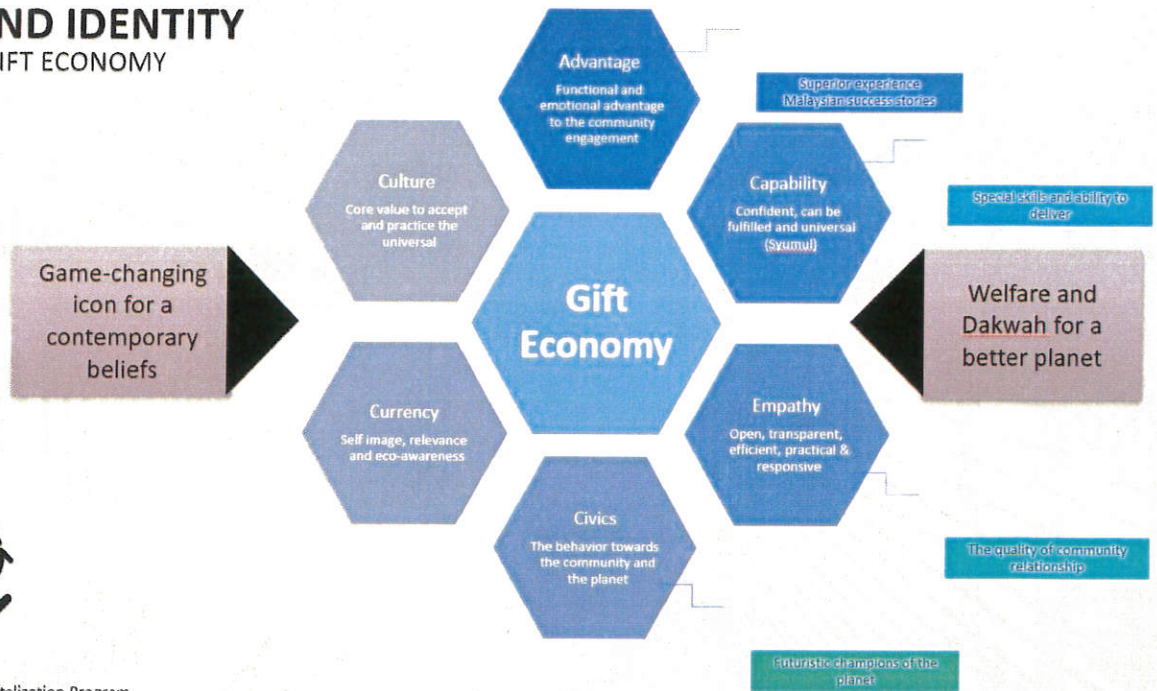 ND IDENTITY
IFT ECONOMY
Advantage
Functional and
emotional advantage
to the community
engagement
Superior experience
Malaysian success stories
Culture
Core value to accept
and practice the
universal
Capability
Confident, can be
fulfilled and universal
(Syumul)
Special skills and ability to
deliver
Game-changing
icon for a
contemporary
beliefs
Gift
Economy
Welfare and
Dakwah for a
better planet
Currency
Self image, relevance
and eco-awareness
Empathy
Open, transparent,
efficient, practical &
responsive
Civics
The behavior towards
the community and
the planet
The quality of community
relationship
Futuristic champions of the
planet
talization Program